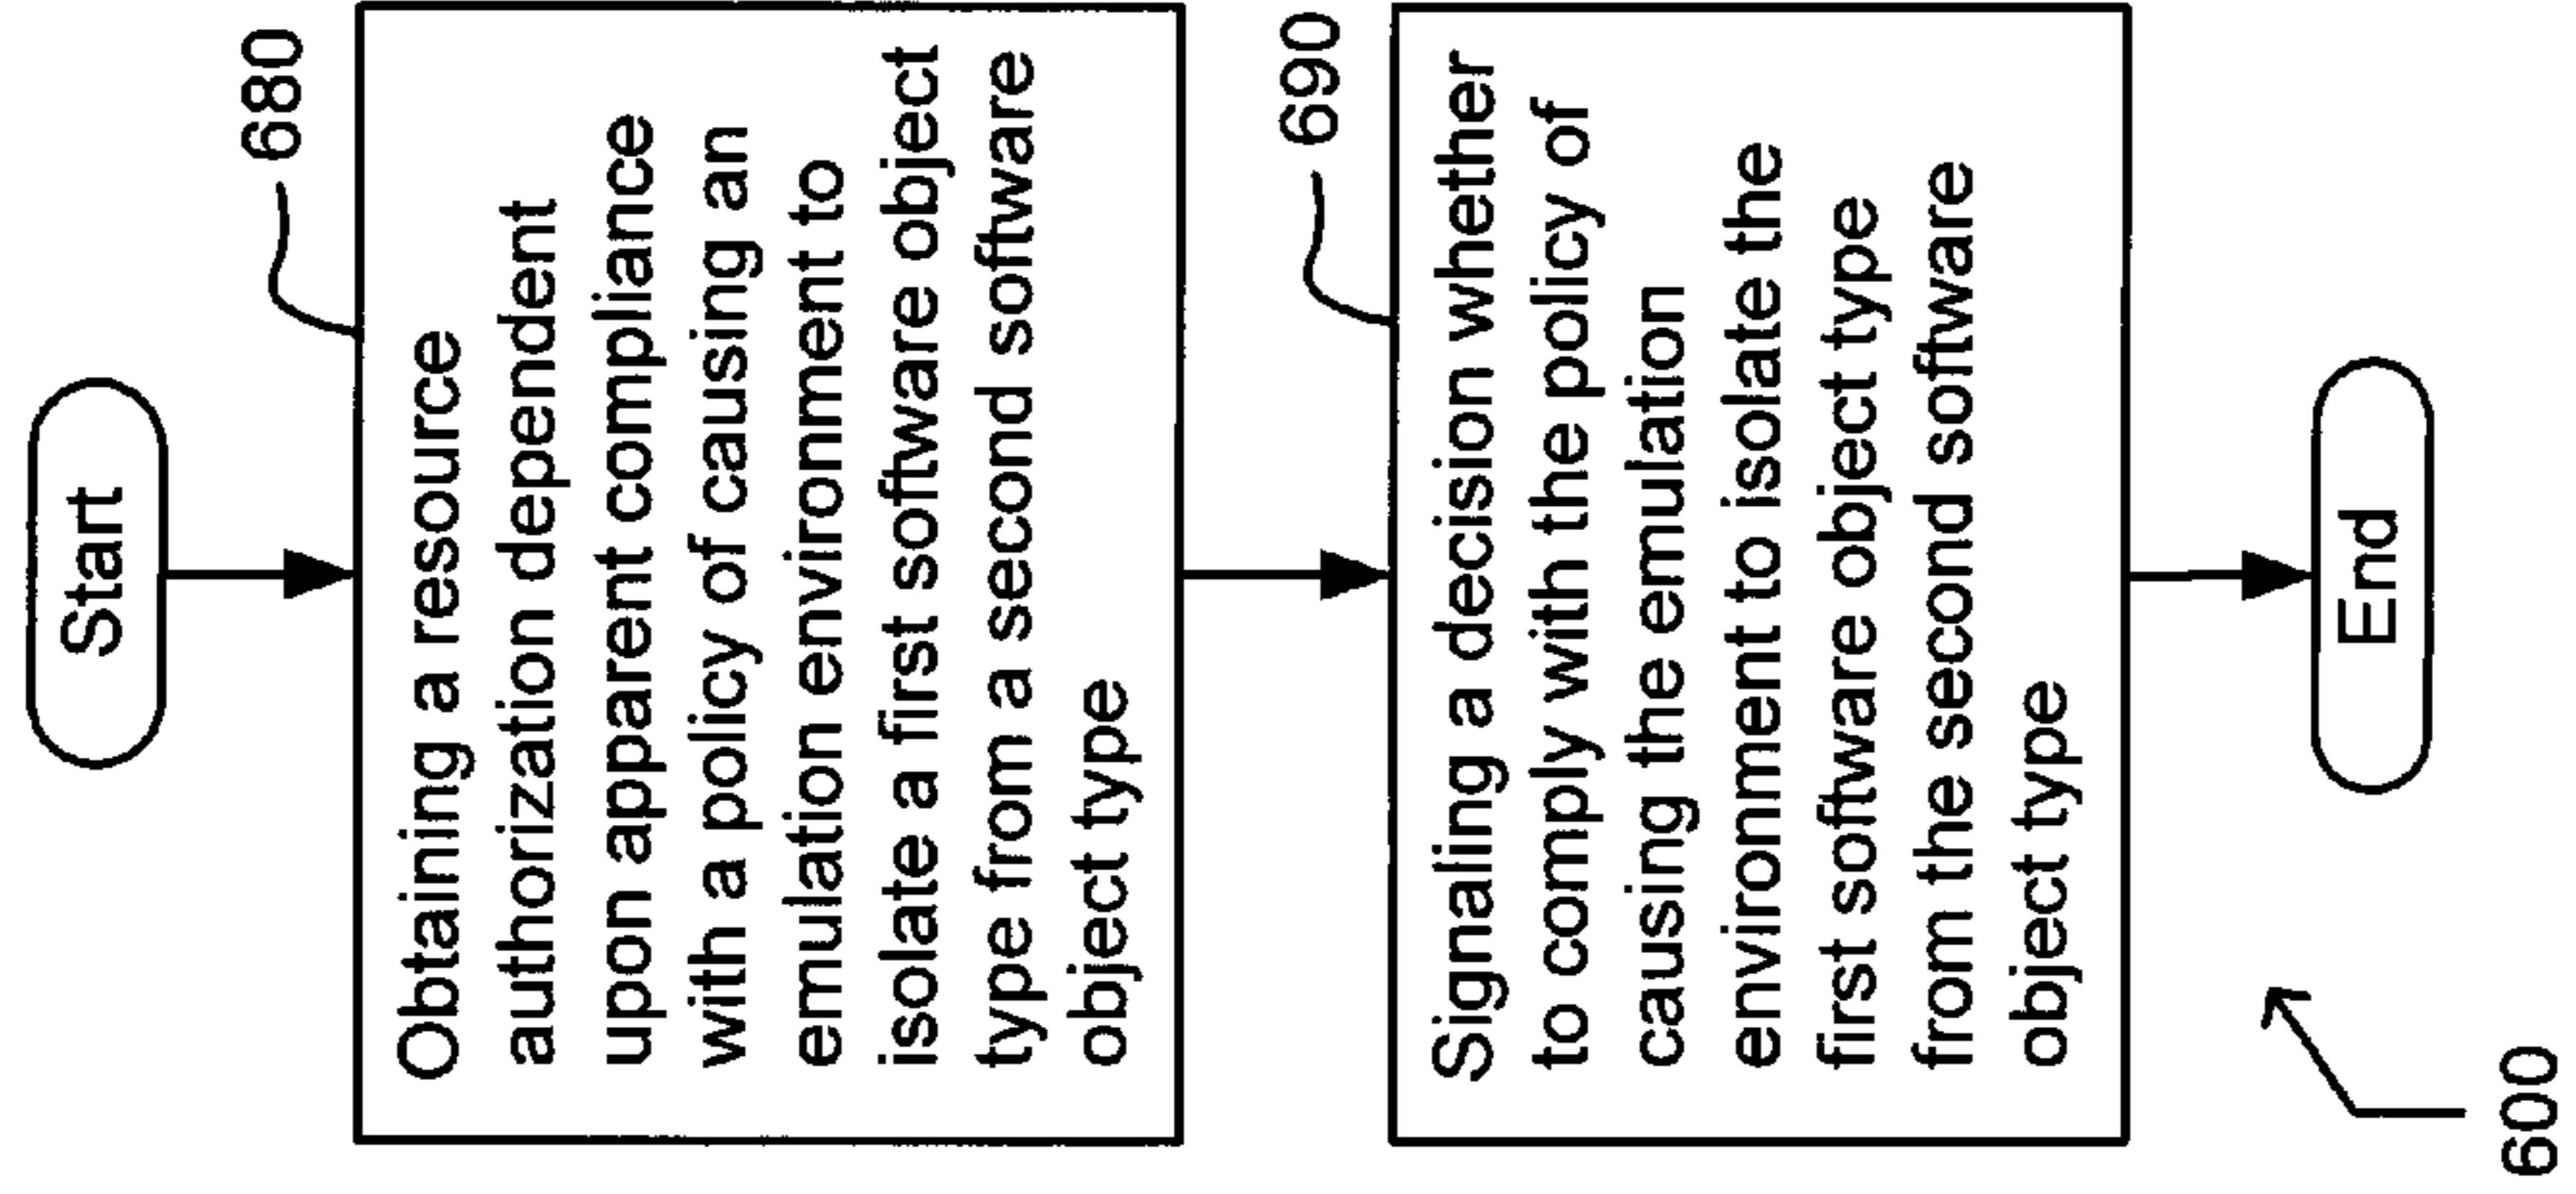 Start
680
Obtaining a resource
authorization dependent
upon apparent compliance
with a policy of causing an
emulation environment to
isolate a first software object
type from a second software
object type
690
Signaling a decision whether
to comply with the policy of
causing the emulation
environment to isolate the
first software object type
from the second software
object type
End
600